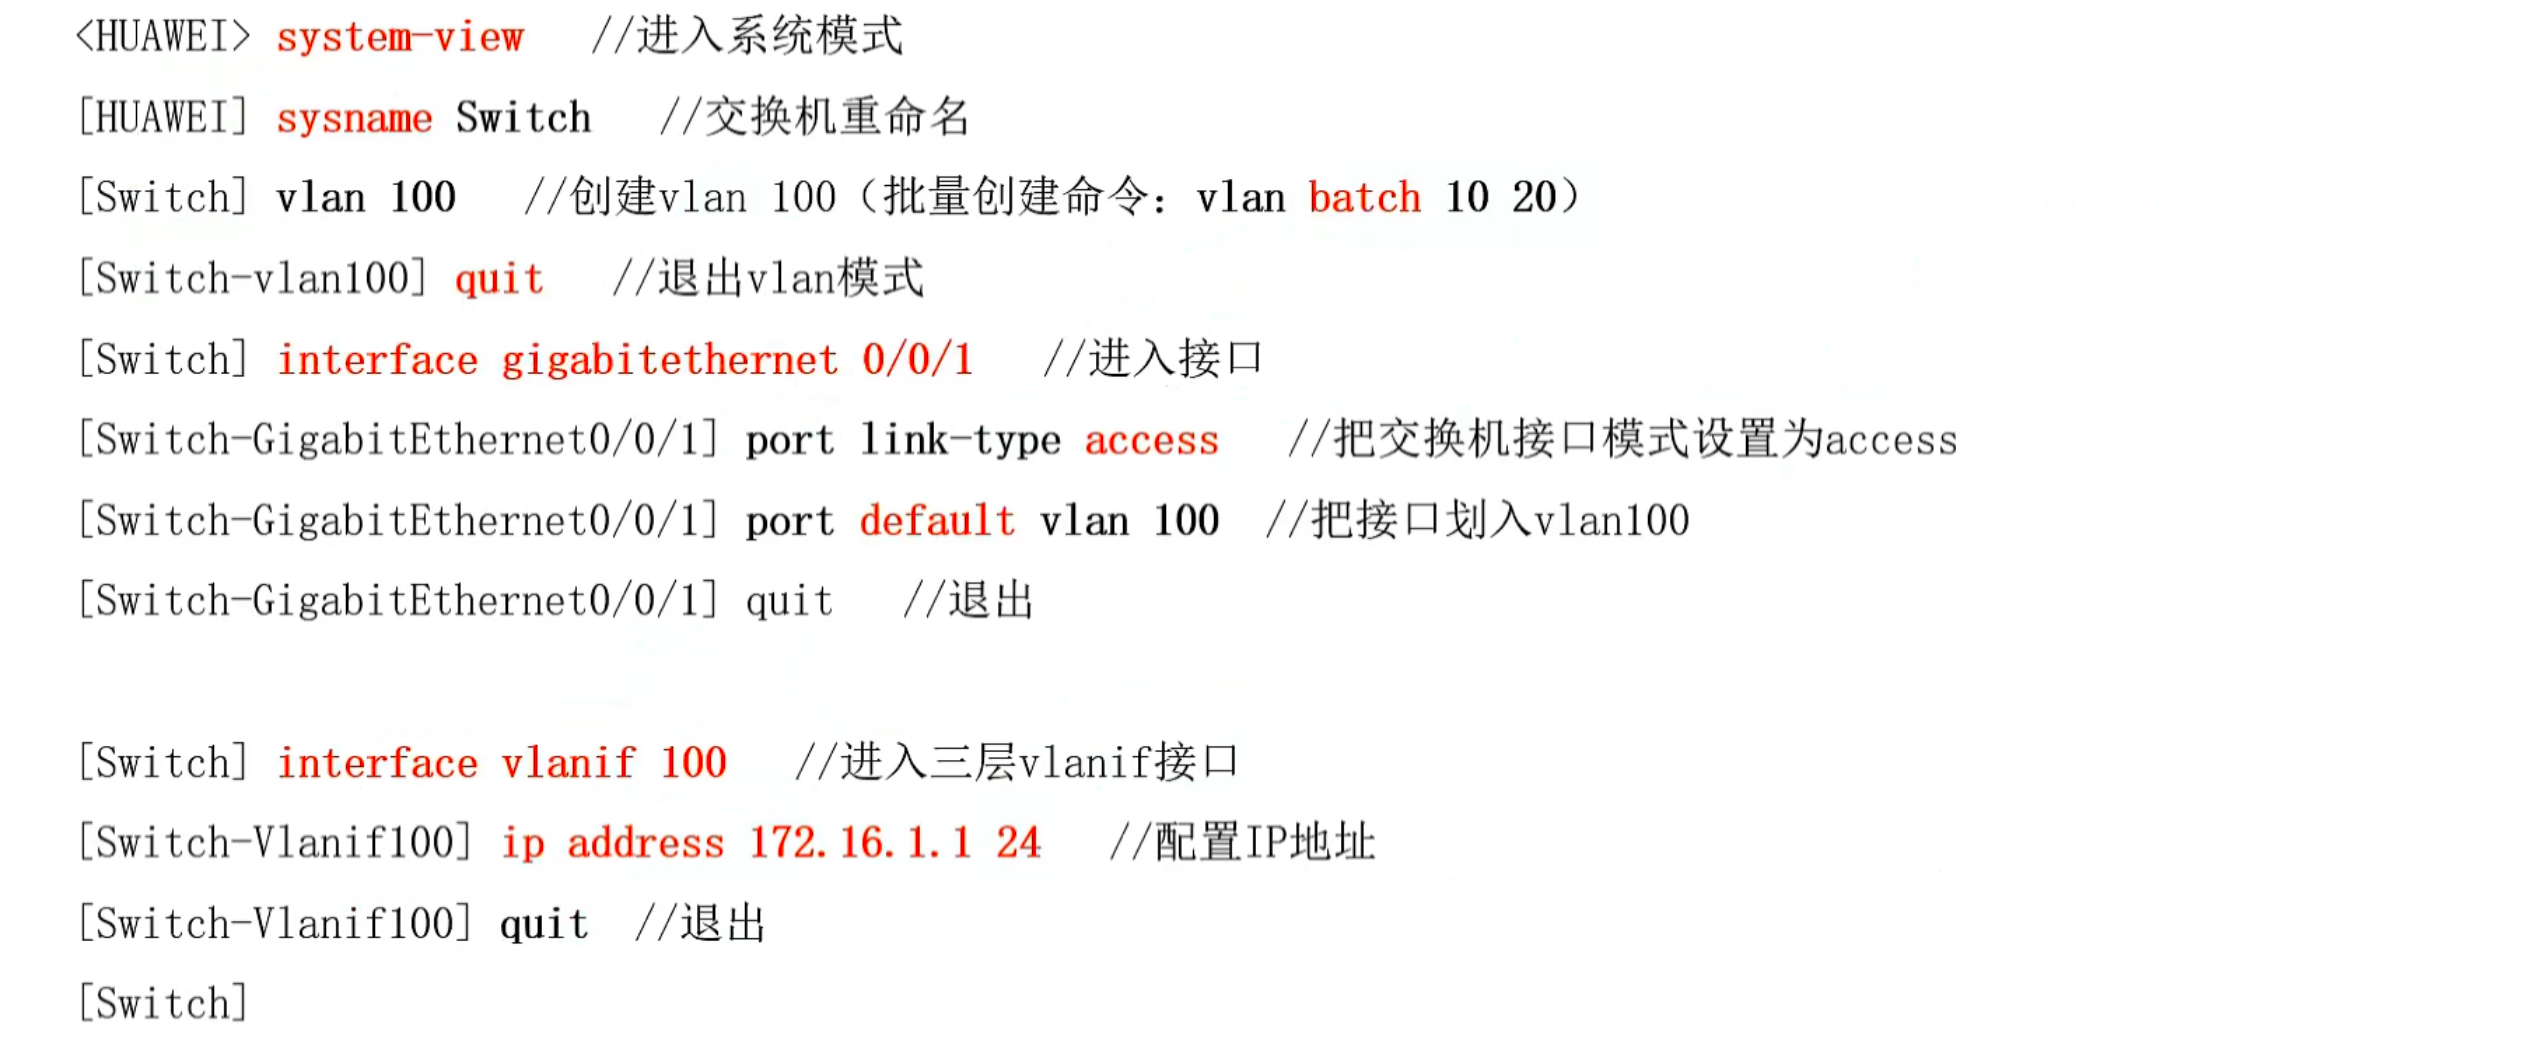 <HUAWEI> system-view //进入系统模式
[HUAWEI] sysname Switch //交换机重命名
[Switch] vlan 100 //创建vlan 100（批量创建命令：vlan batch 10 20）
[Switch-vlan100] quit //退出vlan模式
[Switch] interface gigabitethernet 0/0/1 //进入接口
[Switch-GigabitEthernet0/0/1] port link-type access //把交换机接口模式设置为access
[Switch-GigabitEthernet0/0/1] port default vlan 100 //把接口划入vlan100
[Switch-GigabitEthernet0/0/1] quit //退出
[Switch] interface vlanif 100 //进入三层vlanif接口
[Switch-Vlanif100] ip address 172.16.1.1 24 //配置IP地址
[Switch-Vlanif100] quit //退出
[Switch]